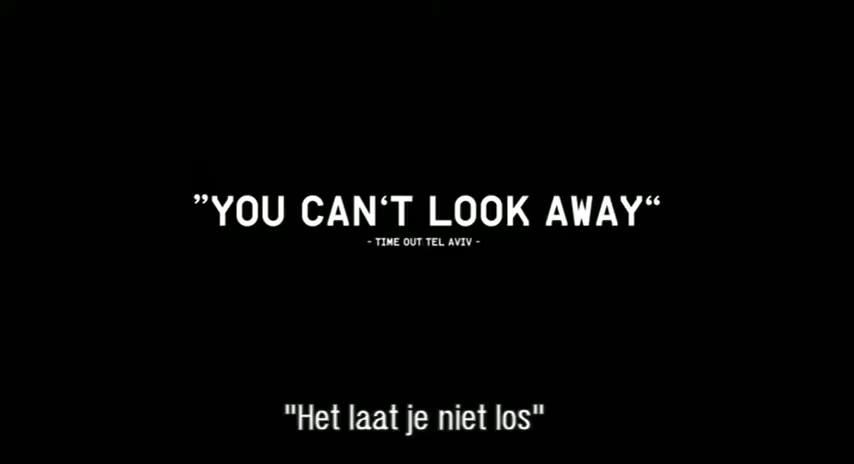 ”YOU CAN‘T LOOK AWAY“
- TIME OUT TEL AVIV -
"Het laat je niet los"